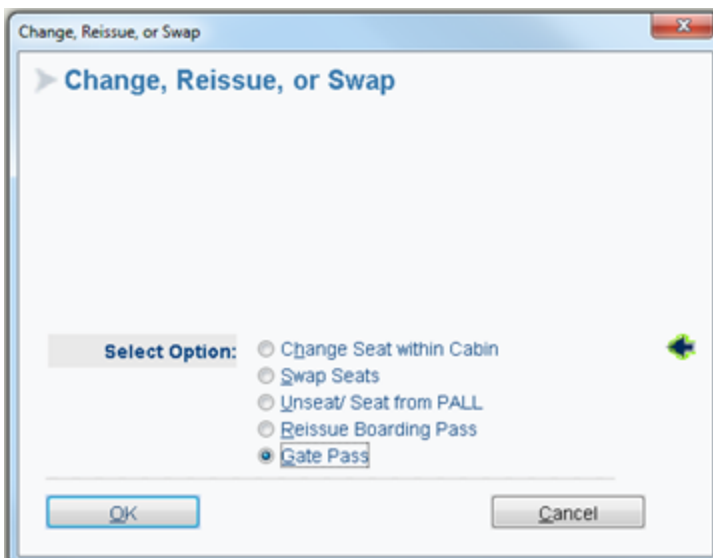 Change, Reissue, or Swap
Change, Reissue, or Swap
Select Option:
Change Seat within Cabin
Swap Seats
Unseat/ Seat from PALL
Reissue Boarding Pass
Gate Pass
OK
Cancel